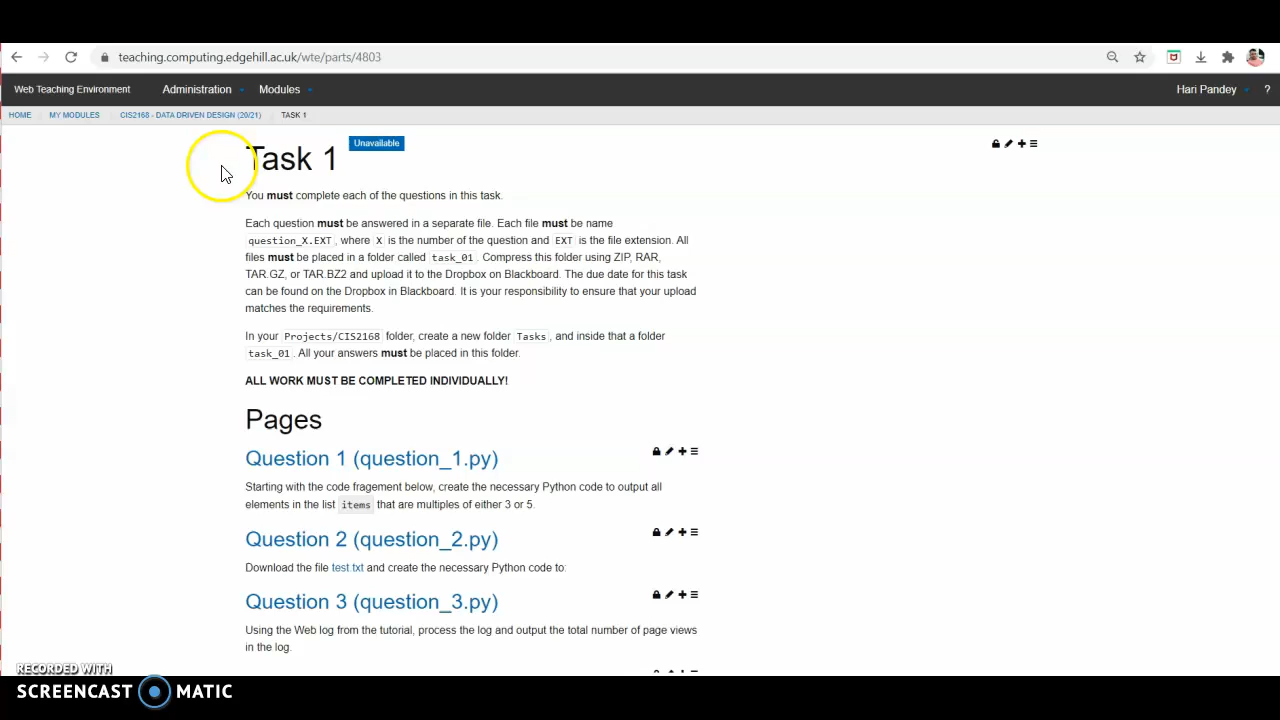 teaching.computing.edgehill.ac.uk/wte/parts/4803
Web Teaching Environment Administration Modules Hari Pandey ?
HOME MY MODULES CIS2168 - DATA DRIVEN DESIGN (20/21) TASK 1
Task 1 Unavailable
You must complete each of the questions in this task.
Each question must be answered in a separate file. Each file must be name
question_X.EXT, where X is the number of the question and EXT is the file extension. All
files must be placed in a folder called task_01. Compress this folder using ZIP, RAR,
TAR.GZ, or TAR.BZ2 and upload it to the Dropbox on Blackboard. The due date for this task
can be found on the Dropbox in Blackboard. It is your responsibility to ensure that your upload
matches the requirements.
In your Projects/CIS2168 folder, create a new folder Tasks, and inside that a folder
task_01. All your answers must be placed in this folder.
ALL WORK MUST BE COMPLETED INDIVIDUALLY!
Pages
Question 1 (question_1.py)
Starting with the code fragement below, create the necessary Python code to output all
elements in the list items that are multiples of either 3 or 5.
Question 2 (question_2.py)
Download the file test.txt and create the necessary Python code to:
Question 3 (question_3.py)
Using the Web log from the tutorial, process the log and output the total number of page views
in the log.
RECORDED WITH
SCREENCAST MATIC